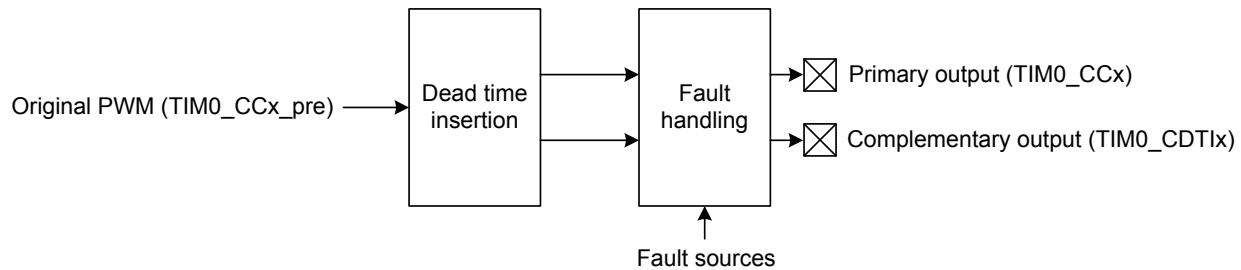 Original PWM (TIM0_CCx_pre)
Dead time
insertion
Fault
handling
Primary output (TIM0_CCx)
Complementary output (TIM0_CDTIx)
Fault sources